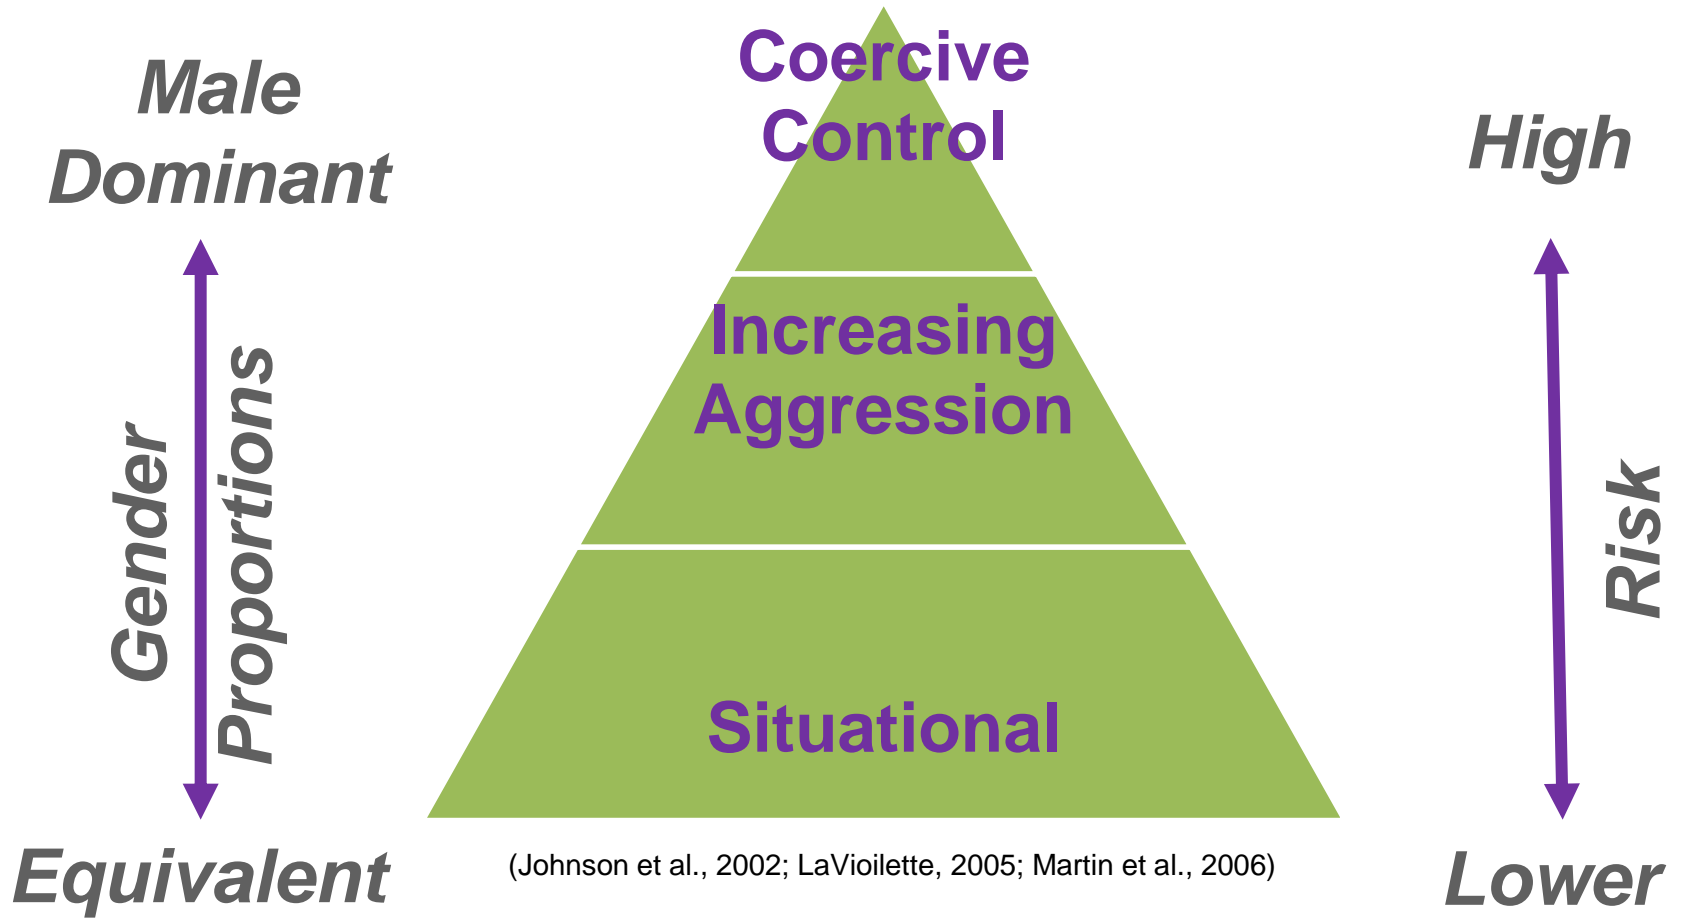 Male
Dominant
Gender
Proportions
Equivalent
Coercive
Control
Increasing
Aggression
Situational
(Johnson et al., 2002; LaVioilette, 2005; Martin et al., 2006)
High
Risk
Lower